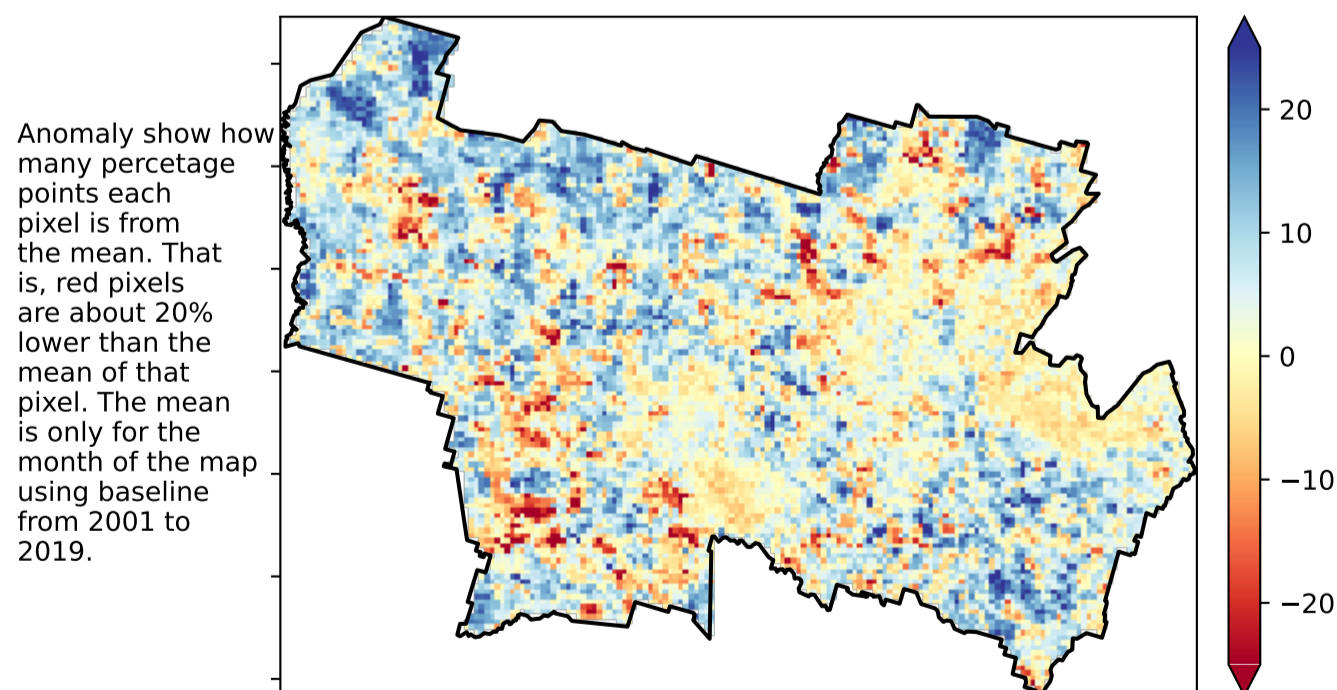 Anomaly show how
many percetage
points each
pixel is from
the mean. That
is, red pixels
are about 20%
lower than the
mean of that
pixel. The mean
is only for the
month of the map
using baseline
from 2001 to
2019.
20
10
0
−10
−20